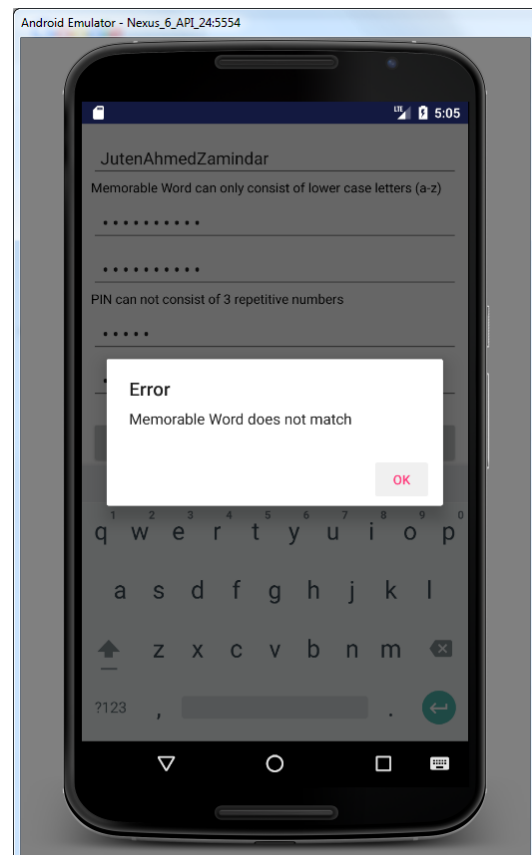 Android Emulator - Nexus_6_API_24:5554
LTE 5:05
JutenAhmedZamindar
Memorable Word can only consist of lower case letters (a-z)
••••••••••
••••••••••
PIN can not consist of 3 repetitive numbers
•••••
Error
Memorable Word does not match
OK
1 2 3 4 5 6 7 8 9 0
q w e r t y u i o p
a s d f g h j k l
z x c v b n m
?123 , .